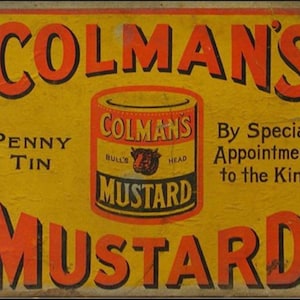 COLMAN'S
PENNY
TIN
COLMAN'S
BULL'S HEAD
MUSTARD
By Specia
Appointme
to the Kin
MUSTARD